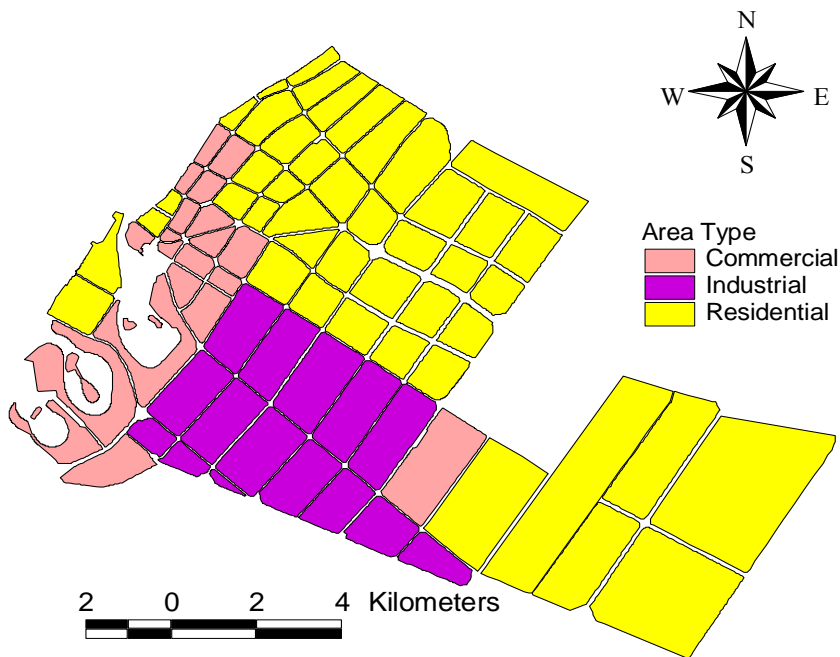 N
W E
S
Area Type
Commercial
Industrial
Residential
2 0 2 4 Kilometers